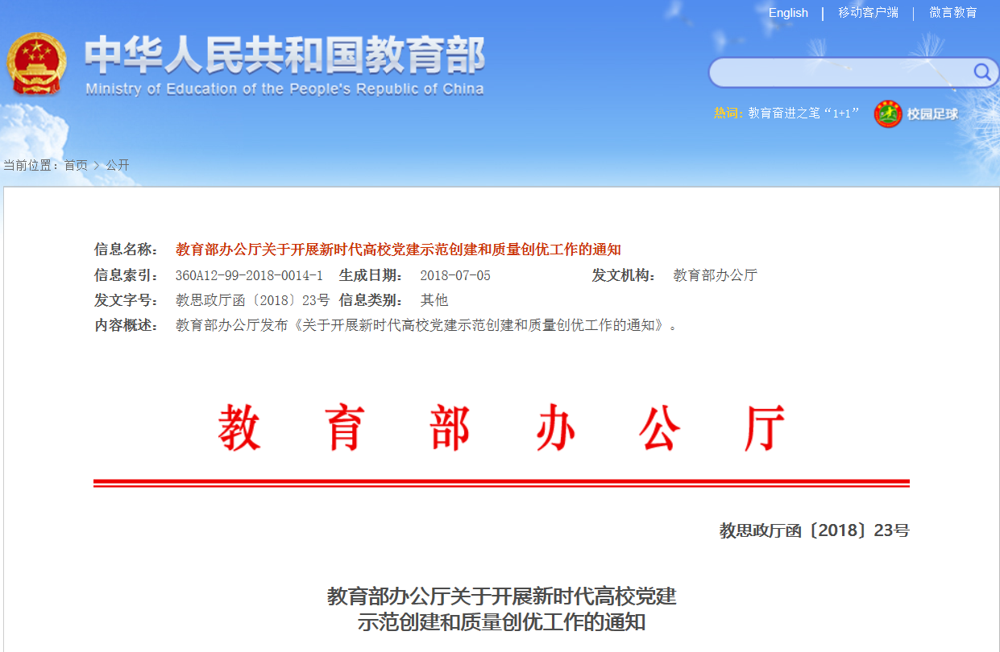 English | 移动客户端 | 微言教育
中华人民共和国教育部
Ministry of Education of the People's Republic of China
热词: 教育奋进之笔“1+1” 校园足球
当前位置: 首页 > 公开
信息名称: 教育部办公厅关于开展新时代高校党建示范创建和质量创优工作的通知
信息索引: 360A12-99-2018-0014-1 生成日期: 2018-07-05 发文机构: 教育部办公厅
发文字号: 教思政厅函〔2018〕23号 信息类别: 其他
内容概述: 教育部办公厅发布《关于开展新时代高校党建示范创建和质量创优工作的通知》。
教育部办公厅
教思政厅函〔2018〕23号
教育部办公厅关于开展新时代高校党建
示范创建和质量创优工作的通知